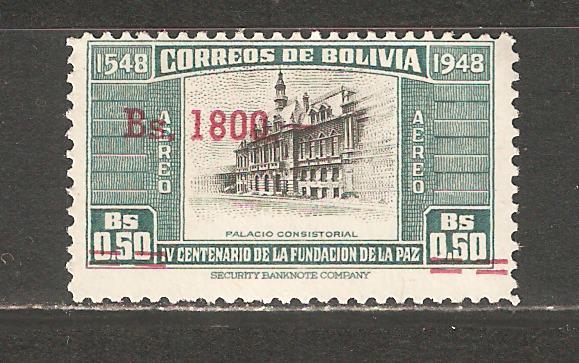 1548 CORREOS DE BOLIVIA 1948
Bs. 1800.—
AEREO
AEREO
PALACIO CONSISTORIAL
Bs
0.50
Bs
0.50
IV CENTENARIO DE LA FUNDACION DE LA PAZ
SECURITY BANKNOTE COMPANY